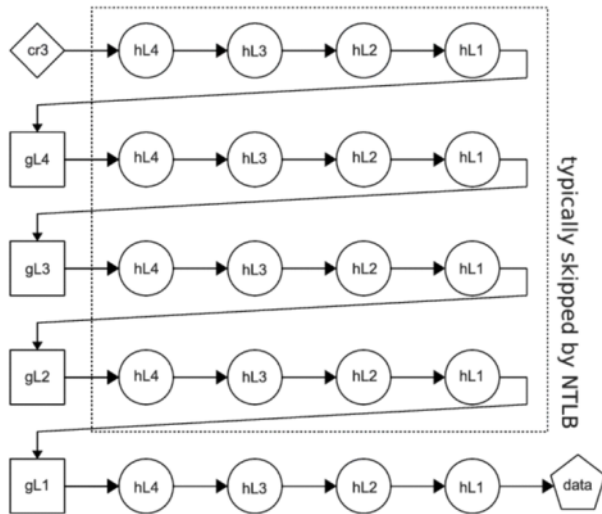 cr3 hL4 hL3 hL2 hL1
gL4 hL4 hL3 hL2 hL1
gL3 hL4 hL3 hL2 hL1
gL2 hL4 hL3 hL2 hL1
gL1 hL4 hL3 hL2 hL1 data
typically skipped by NTLB